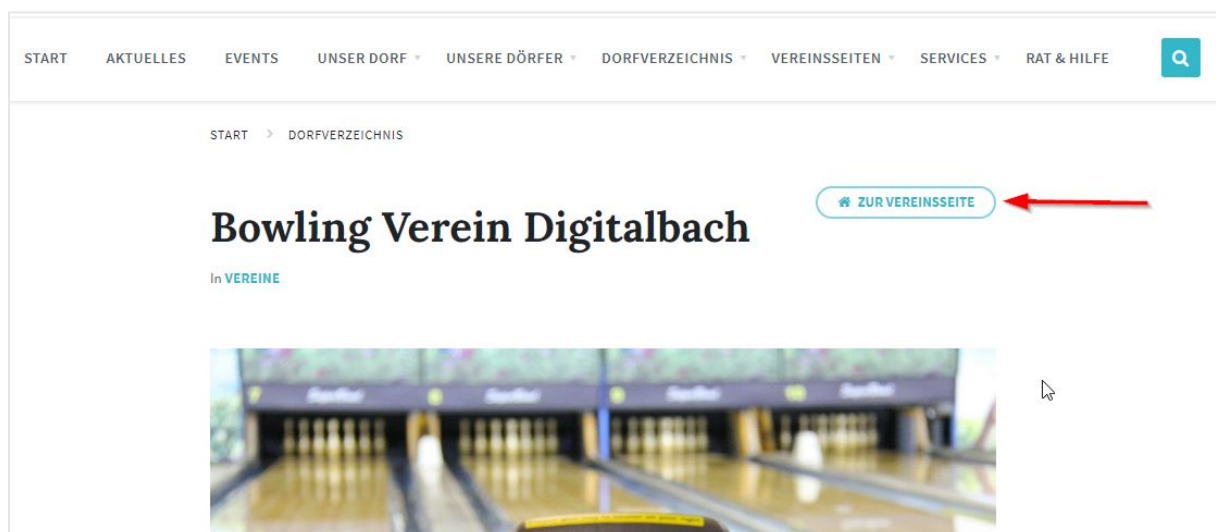 START AKTUELLES EVENTS UNSER DORF UNSERE DÖRFER DORFVERZEICHNIS VEREINSSEITEN SERVICES RAT & HILFE
START > DORFVERZEICHNIS
ZUR VEREINSSEITE
Bowling Verein Digitalbach
In VEREINE
7